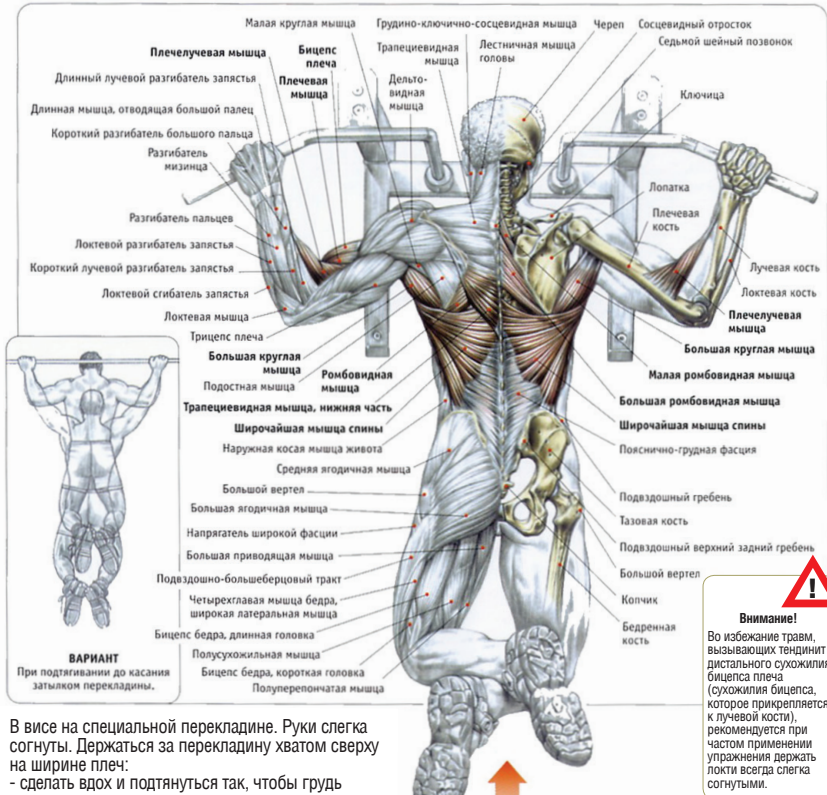 Малая круглая мышца
Грудино-ключично-сосцевидная мышца
Череп
Сосцевидный отросток
Плечелучевая мышца
Бицепс
плеча
Трапециевидная
мышца
Лестничная мышца
головы
Седьмой шейный позвонок
Длинный лучевой разгибатель запястья
Плечевая
мышца
Дельто-
видная
мышца
Ключица
Длинная мышца, отводящая большой палец
Короткий разгибатель большого пальца
Разгибатель
мизинца
Лопатка
Плечевая
кость
Разгибатель пальцев
Локтевой разгибатель запястья
Короткий лучевой разгибатель запястья
Лучевая кость
Локтевой сгибатель запястья
Локтевая кость
Локтевая мышца
Плечелучевая
мышца
Трицепс плеча
Большая круглая
мышца
Большая круглая мышца
Подостная мышца
Ромбовидная
мышца
Малая ромбовидная мышца
Трапециевидная мышца, нижняя часть
Большая ромбовидная мышца
Широчайшая мышца спины
Широчайшая мышца спины
Наружная косая мышца живота
Пояснично-грудная фасция
Средняя ягодичная мышца
Большой вертел
Подвздошный гребень
Большая ягодичная мышца
Тазовая кость
Напрягатель широкой фасции
Подвздошный верхний задний гребень
Большая приводящая мышца
Большой вертел
Подвздошно-большеберцовый тракт
Копчик
Четырехглавая мышца бедра,
широкая латеральная мышца
Бедренная
кость
Бицепс бедра, длинная головка
Полусухожильная мышца
Бицепс бедра, короткая головка
Полуперепончатая мышца
ВАРИАНТ
При подтягивании до касания
затылком перекладины.
!
Внимание!
Во избежание травм,
вызывающих тендинит
дистального сухожилия
бицепса плеча
(сухожилия бицепса,
которое прикрепляется
к лучевой кости),
рекомендуется при
частом применении
упражнения держать
локти всегда слегка
согнутыми.
В висе на специальной перекладине. Руки слегка
согнуты. Держаться за перекладину хватом сверху
на ширине плеч:
- сделать вдох и подтянуться так, чтобы грудь